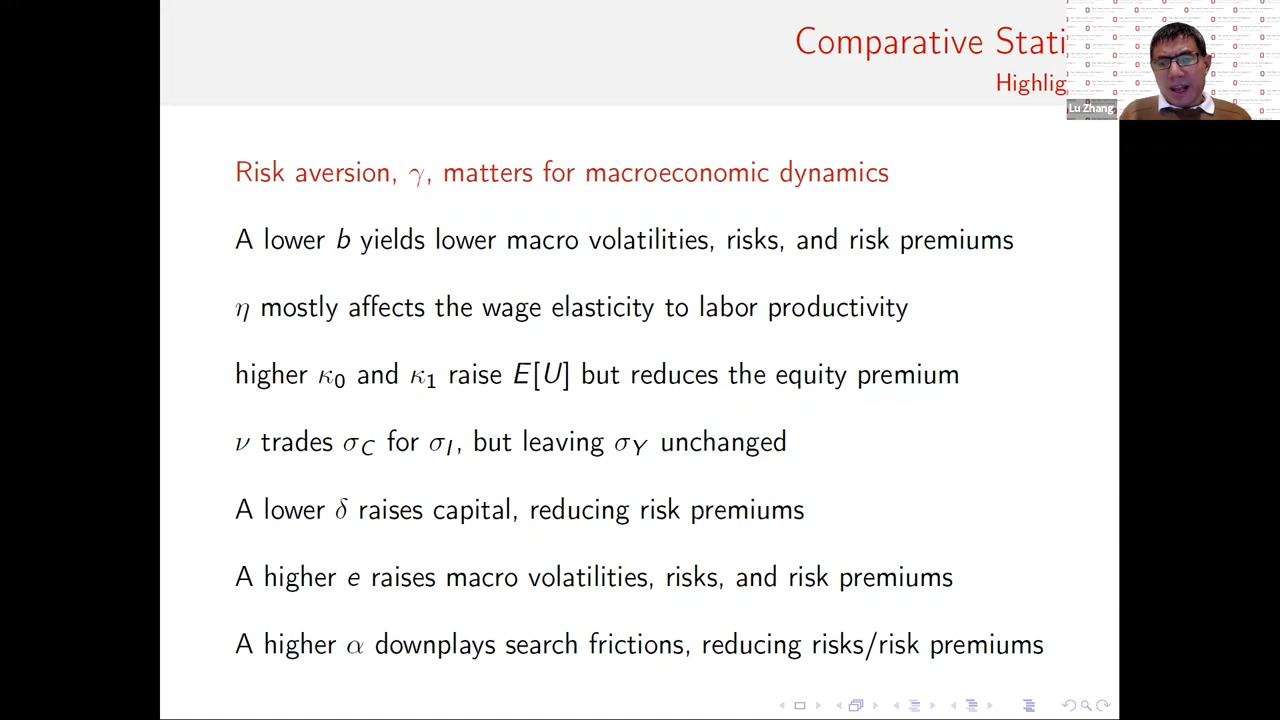 Comparative Stati
Highlig
Lu Zhang
Risk aversion, γ, matters for macroeconomic dynamics
A lower b yields lower macro volatilities, risks, and risk premiums
η mostly affects the wage elasticity to labor productivity
higher κ₀ and κ₁ raise E[U] but reduces the equity premium
ν trades σ_C for σ_I, but leaving σ_Y unchanged
A lower δ raises capital, reducing risk premiums
A higher e raises macro volatilities, risks, and risk premiums
A higher α downplays search frictions, reducing risks/risk premiums